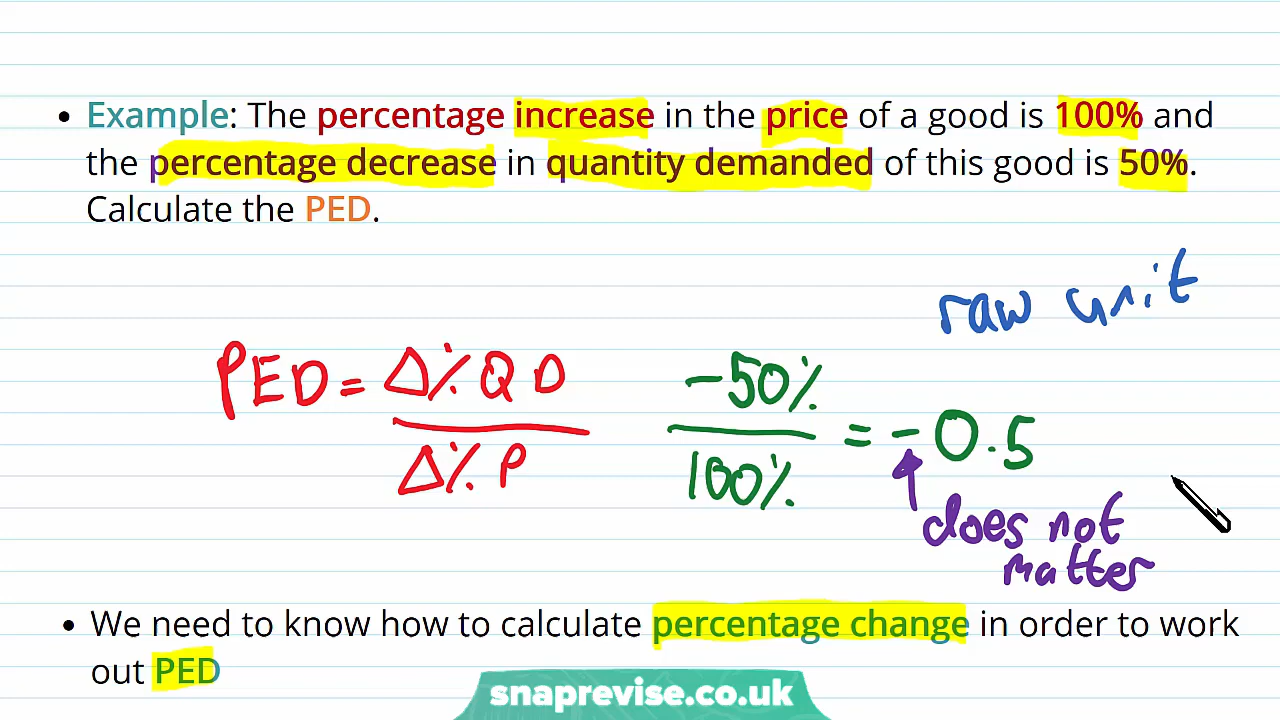 • Example: The percentage increase in the price of a good is 100% and
the percentage decrease in quantity demanded of this good is 50%.
Calculate the PED.
raw unit
PED = Δ% QD / Δ% P
-50% / 100% = -0.5
does not
matter
• We need to know how to calculate percentage change in order to work
out PED
snaprevise.co.uk